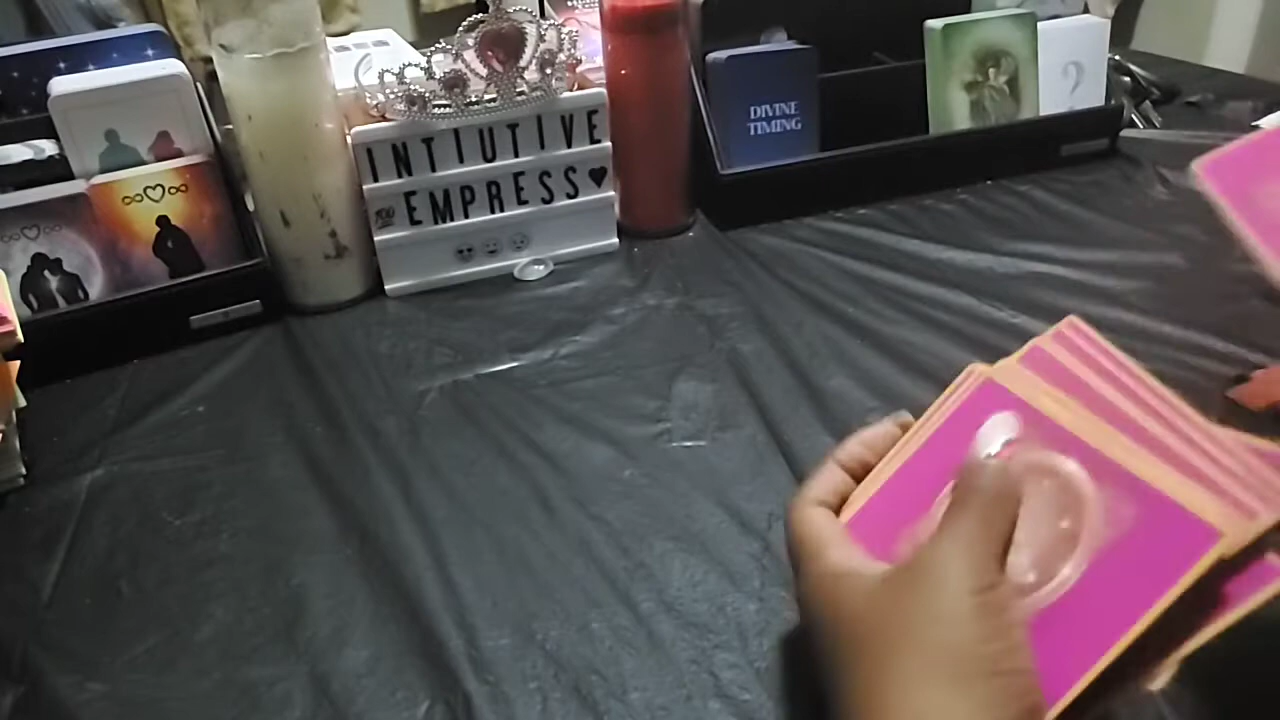 INTIUTIVE
💯 EMPRESS♥
😍 😀 😉
DIVINE
TIMING
?